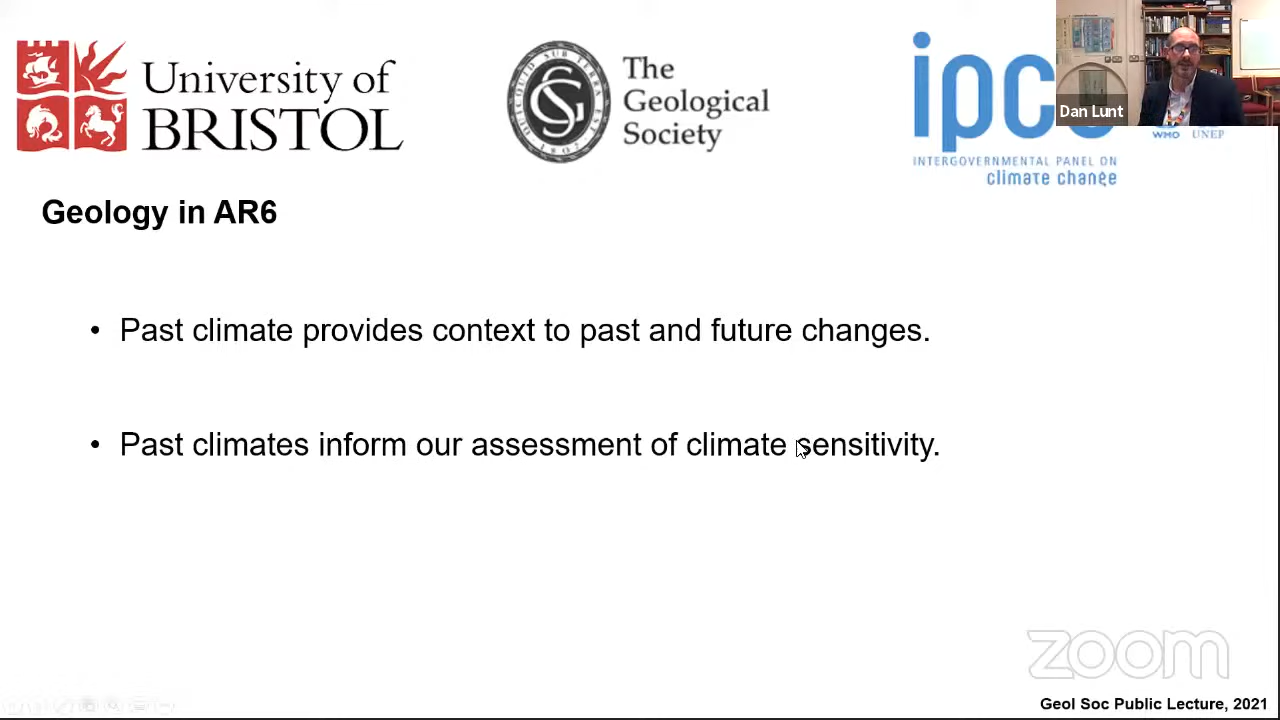 University of
BRISTOL
The
Geological
Society
ipcc
Dan Lunt
WMO UNEP
INTERGOVERNMENTAL PANEL ON
climate change
Geology in AR6
• Past climate provides context to past and future changes.
• Past climates inform our assessment of climate sensitivity.
zoom
Geol Soc Public Lecture, 2021